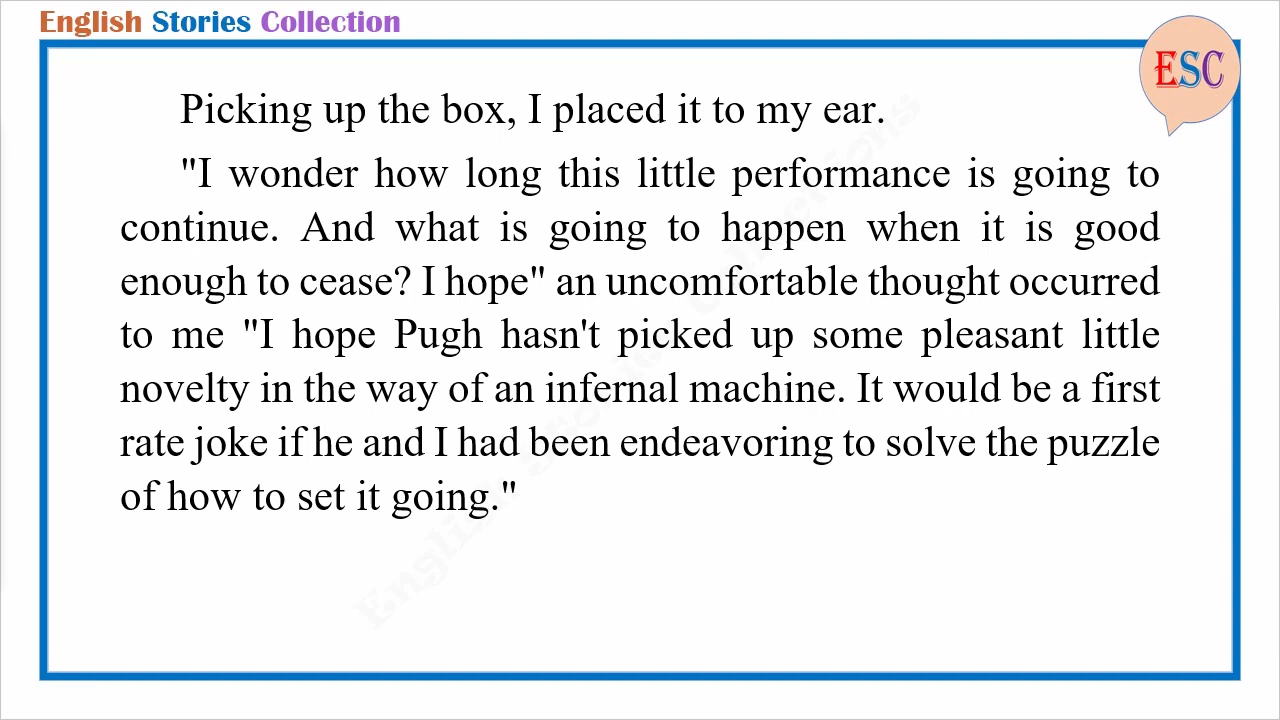 English Stories Collection
ESC
Picking up the box, I placed it to my ear.
"I wonder how long this little performance is going to
continue. And what is going to happen when it is good
enough to cease? I hope" an uncomfortable thought occurred
to me "I hope Pugh hasn't picked up some pleasant little
novelty in the way of an infernal machine. It would be a first
rate joke if he and I had been endeavoring to solve the puzzle
of how to set it going."
English Stories Collections